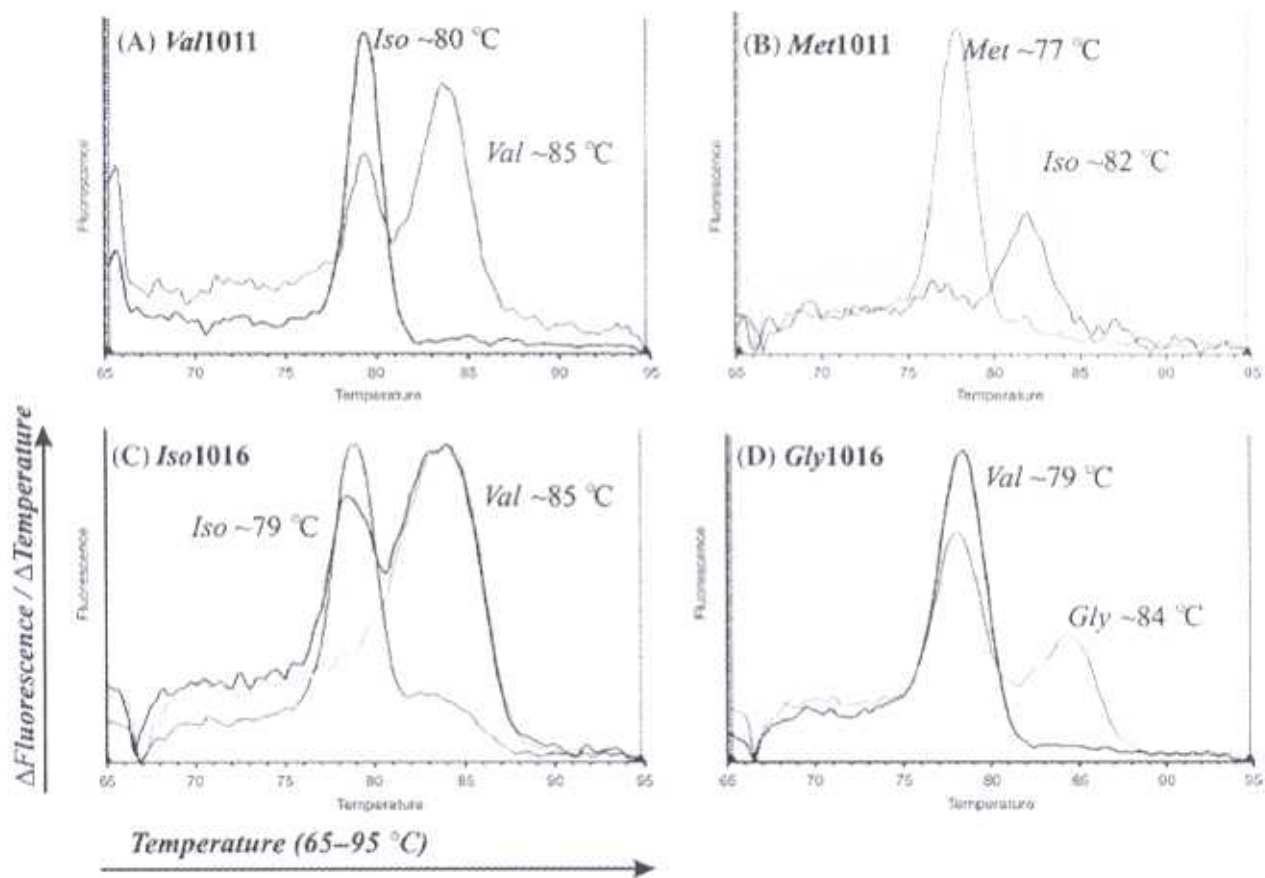 (A) Val1011
Iso ~80 °C
Val ~85 °C
Fluorescence
65 70 75 80 85 90 95
Temperature
(B) Met1011
Met ~77 °C
Iso ~82 °C
Fluorescence
65 70 75 80 85 90 95
Temperature
(C) Iso1016
Iso ~79 °C
Val ~85 °C
Fluorescence
65 70 75 80 85 90 95
Temperature
(D) Gly1016
Val ~79 °C
Gly ~84 °C
Fluorescence
65 70 75 80 85 90 95
Temperature
ΔFluorescence / ΔTemperature
Temperature (65–95 °C)